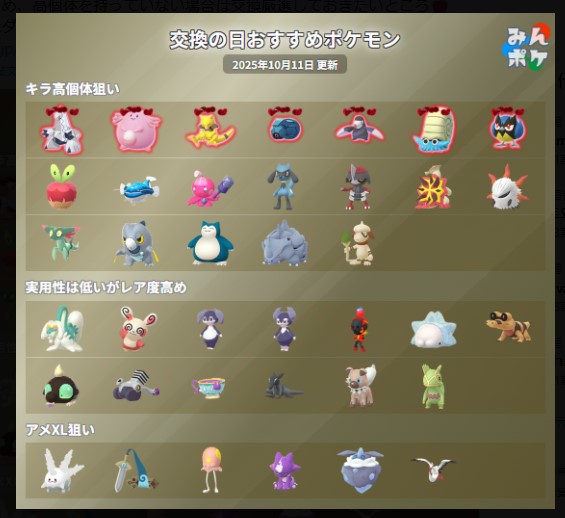 交換の日おすすめポケモン
みん
ポケ
2025年10月11日 更新
キラ高個体狙い
実用性は低いがレア度高め
アメXL狙い